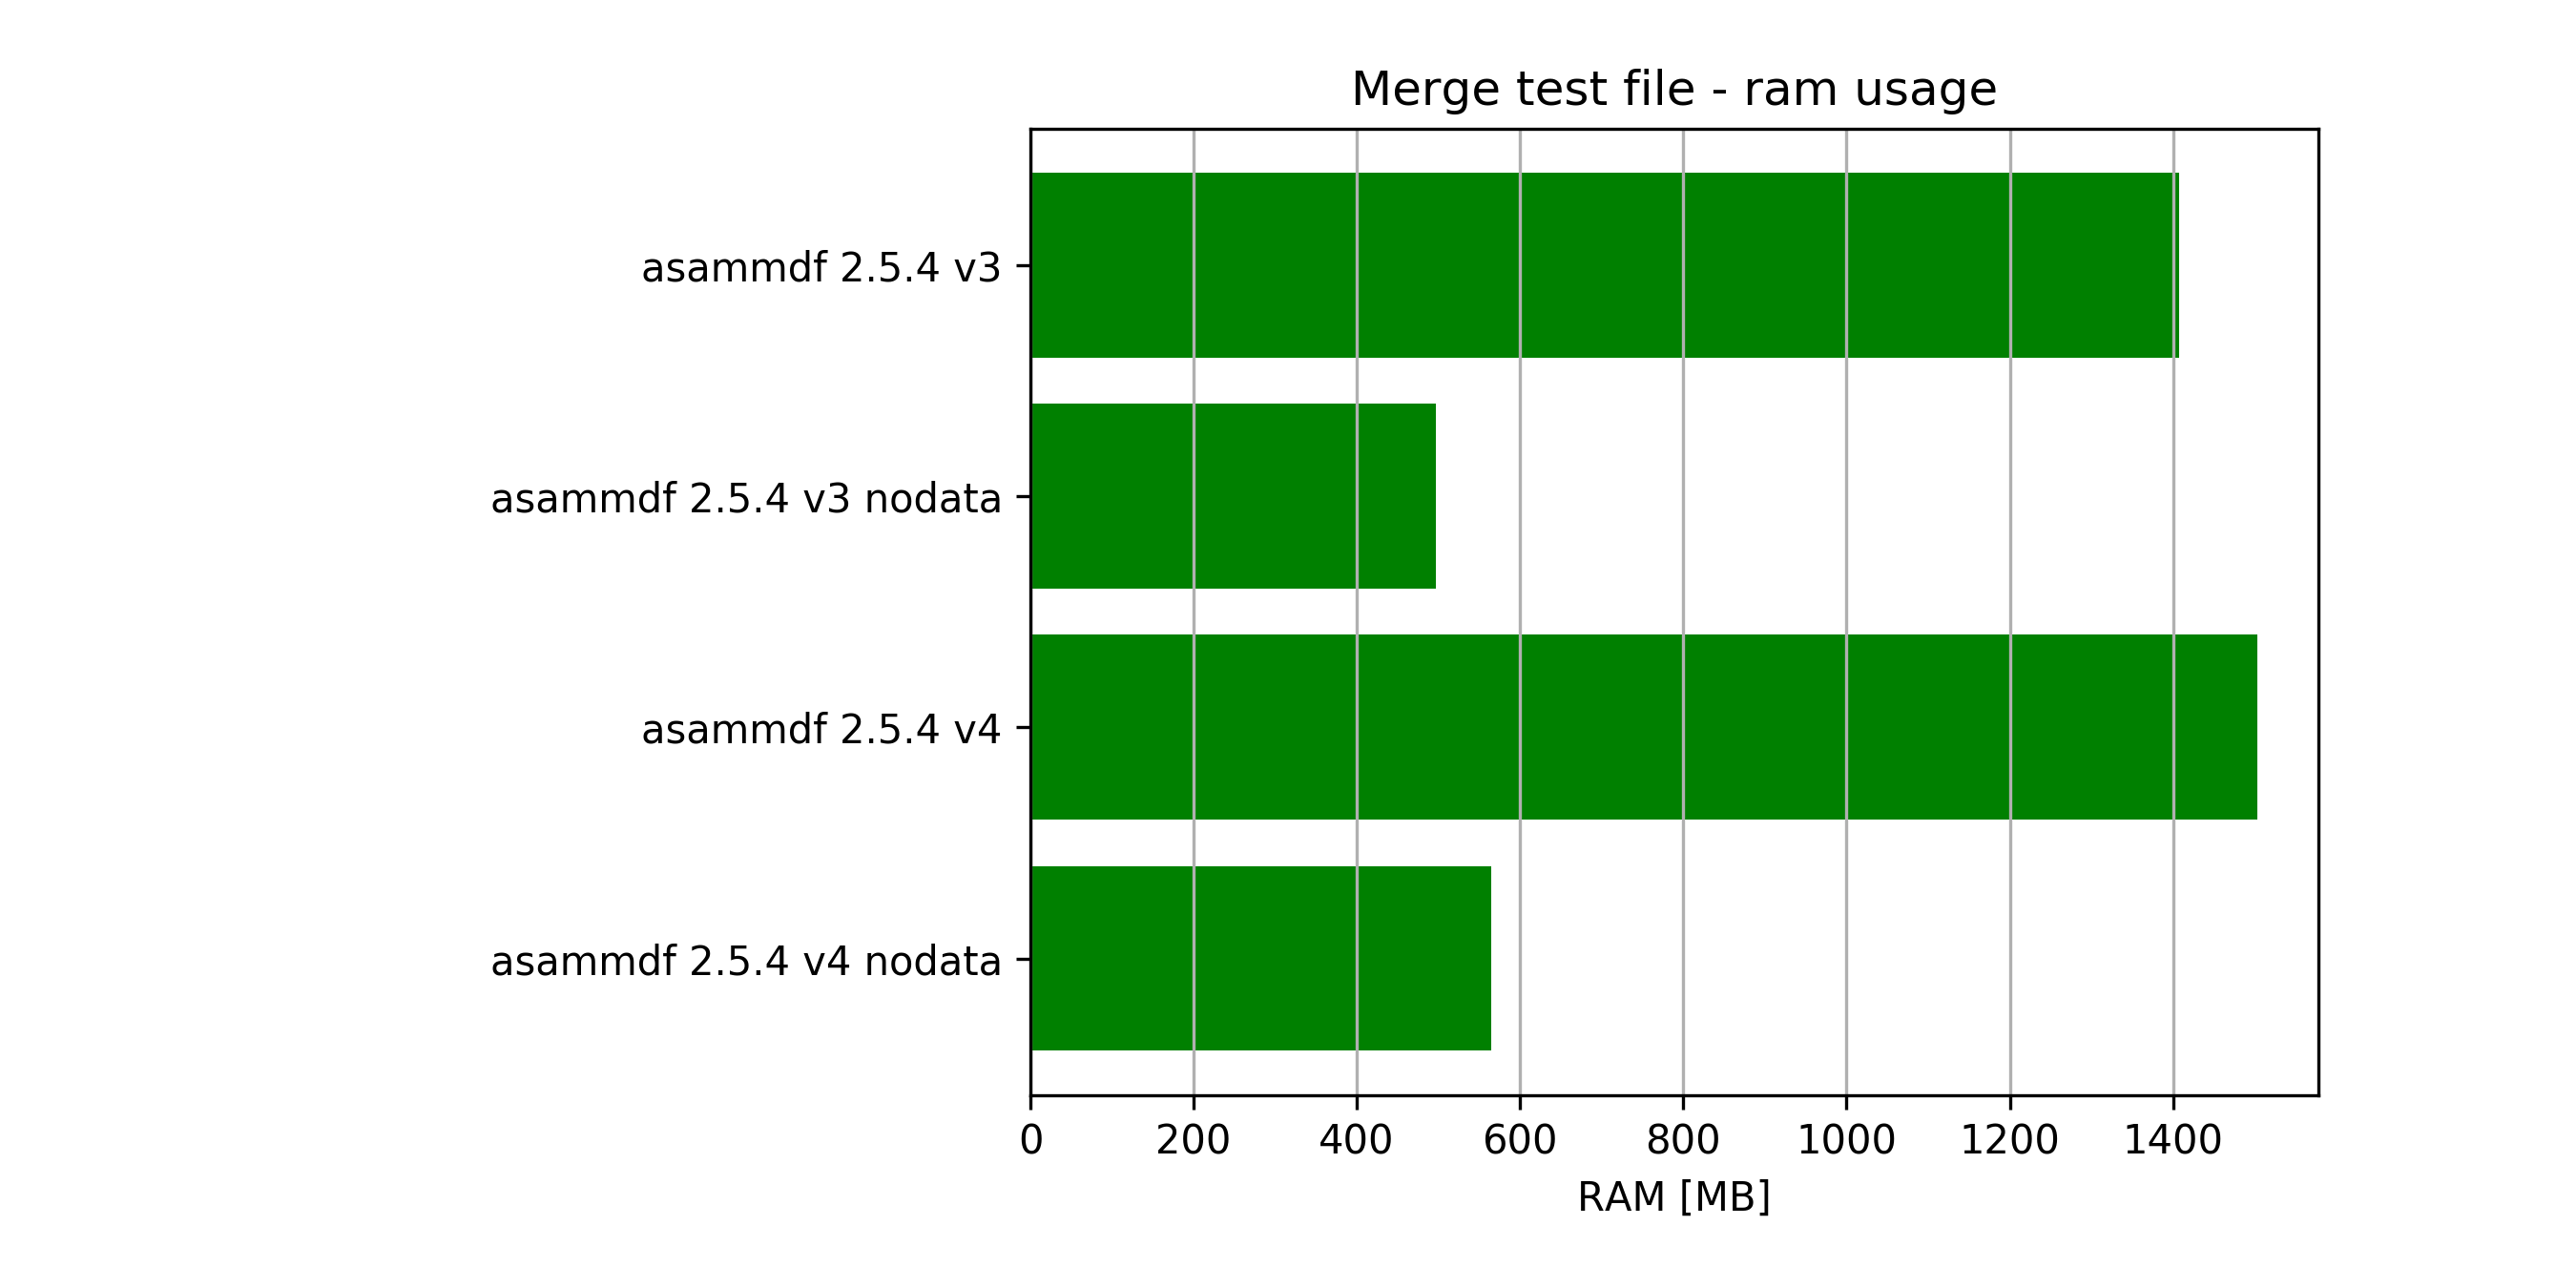 Merge test file - ram usage
asammdf 2.5.4 v3
asammdf 2.5.4 v3 nodata
asammdf 2.5.4 v4
asammdf 2.5.4 v4 nodata
0 200 400 600 800 1000 1200 1400
RAM [MB]